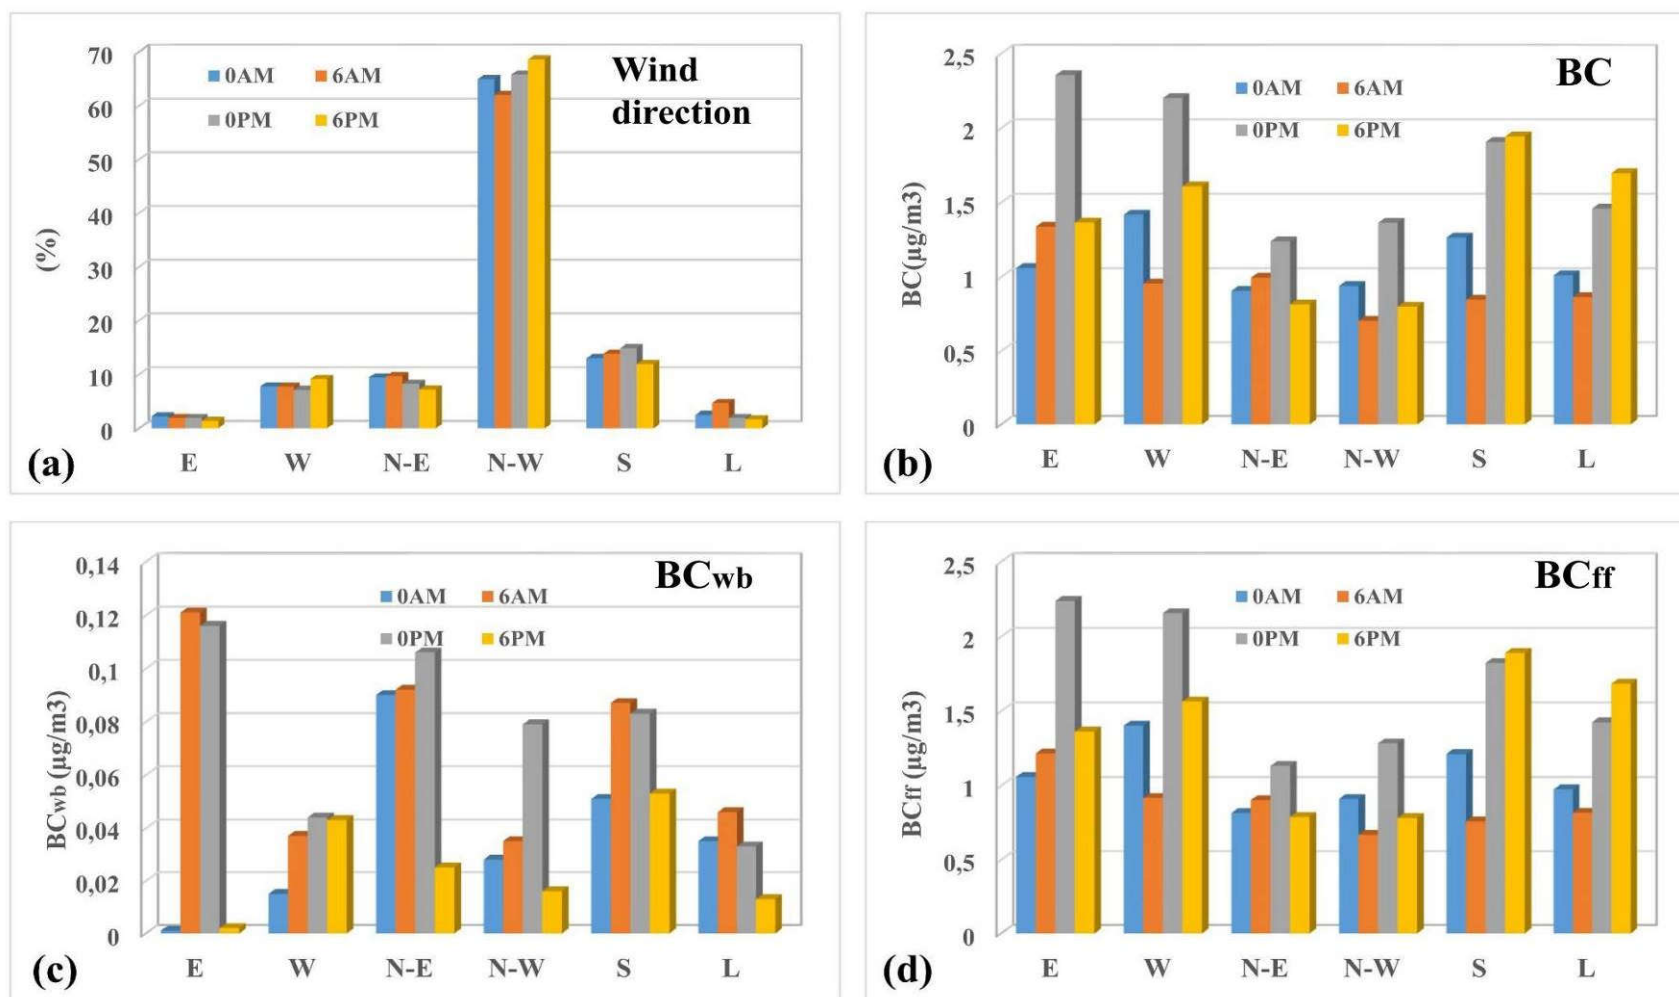 70
60
50
40
30
20
10
0
(%)
0AM 6AM
0PM 6PM
Wind
direction
E W N-E N-W S L
(a)
2,5
2
1,5
1
0,5
0
BC(µg/m3)
0AM 6AM
0PM 6PM
BC
E W N-E N-W S L
(b)
0,14
0,12
0,1
0,08
0,06
0,04
0,02
0
BCwb (µg/m3)
0AM 6AM
0PM 6PM
BCwb
E W N-E N-W S L
(c)
2,5
2
1,5
1
0,5
0
BCff (µg/m3)
0AM 6AM
0PM 6PM
BCff
E W N-E N-W S L
(d)